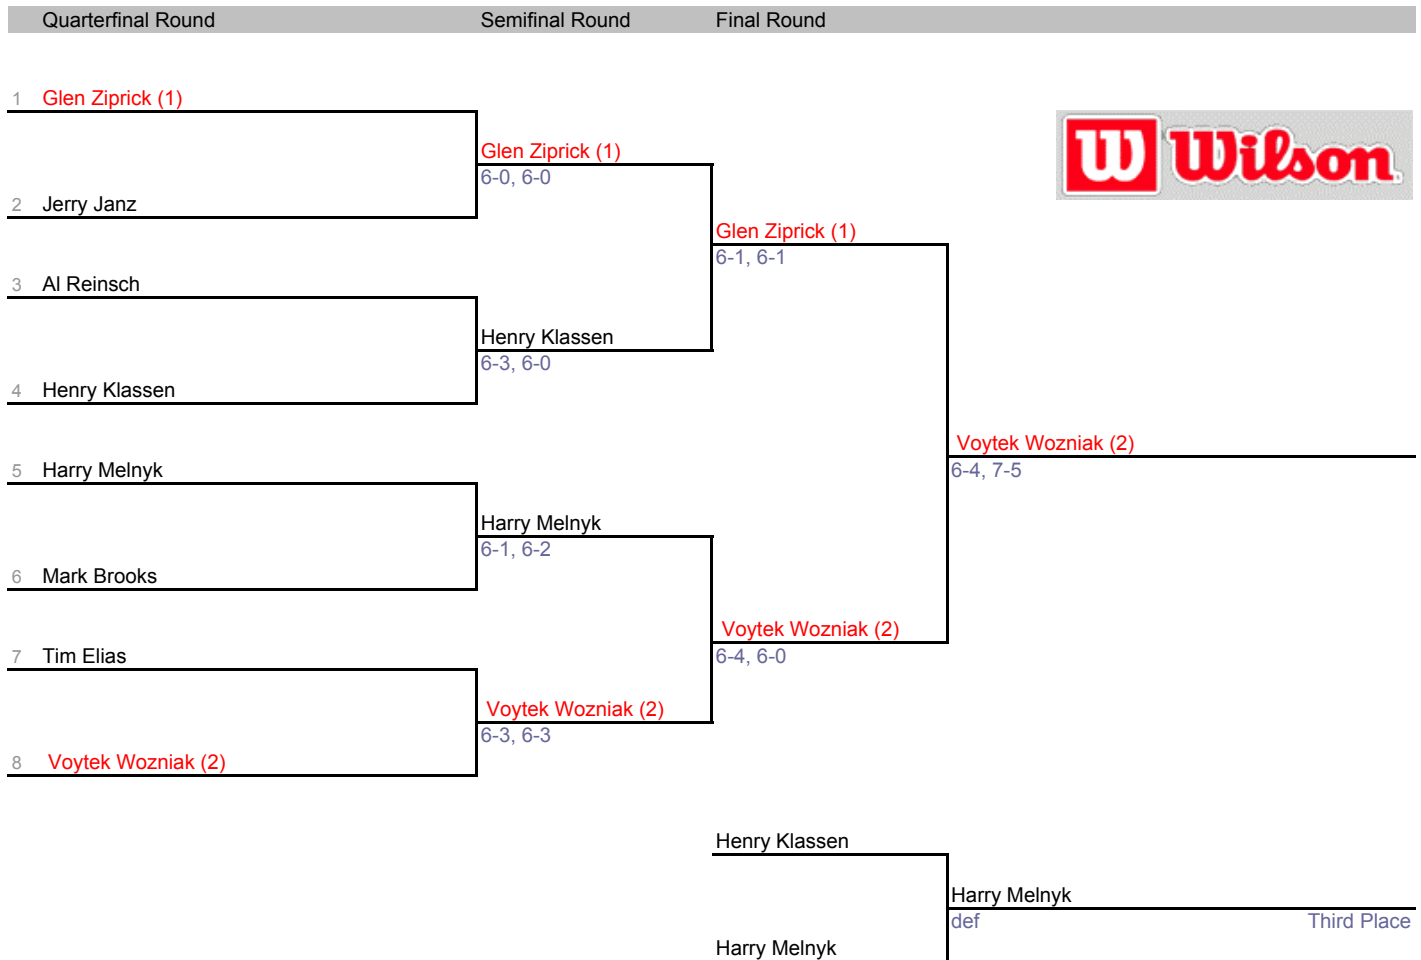 Quarterfinal Round Semifinal Round Final Round
1 Glen Ziprick (1)
Glen Ziprick (1)
6-0, 6-0
2 Jerry Janz
Glen Ziprick (1)
6-1, 6-1
3 Al Reinsch
Henry Klassen
6-3, 6-0
4 Henry Klassen
Voytek Wozniak (2)
6-4, 7-5
5 Harry Melnyk
Harry Melnyk
6-1, 6-2
6 Mark Brooks
Voytek Wozniak (2)
6-4, 6-0
7 Tim Elias
Voytek Wozniak (2)
6-3, 6-3
8 Voytek Wozniak (2)
Henry Klassen
Harry Melnyk
def Third Place
Harry Melnyk
W Wilson